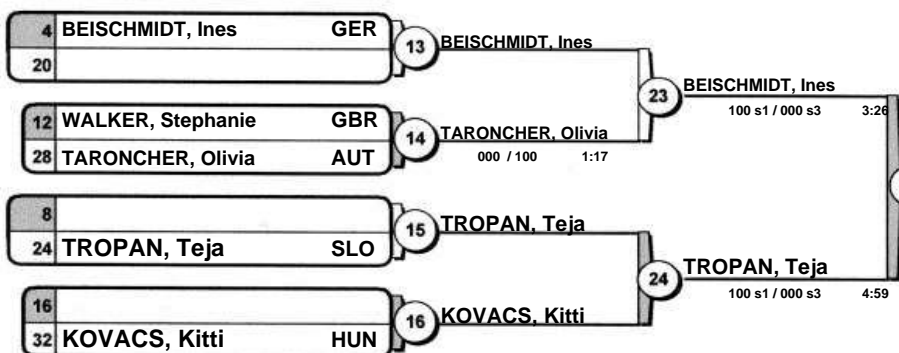 4 BEISCHMIDT, Ines GER
20
13 BEISCHMIDT, Ines
12 WALKER, Stephanie GBR
28 TARONCHER, Olivia AUT
14 TARONCHER, Olivia
000 / 100 1:17
23 BEISCHMIDT, Ines
100 s1 / 000 s3 3:26
8
24 TROPAN, Teja SLO
15 TROPAN, Teja
16
32 KOVACS, Kitti HUN
16 KOVACS, Kitti
24 TROPAN, Teja
100 s1 / 000 s3 4:59